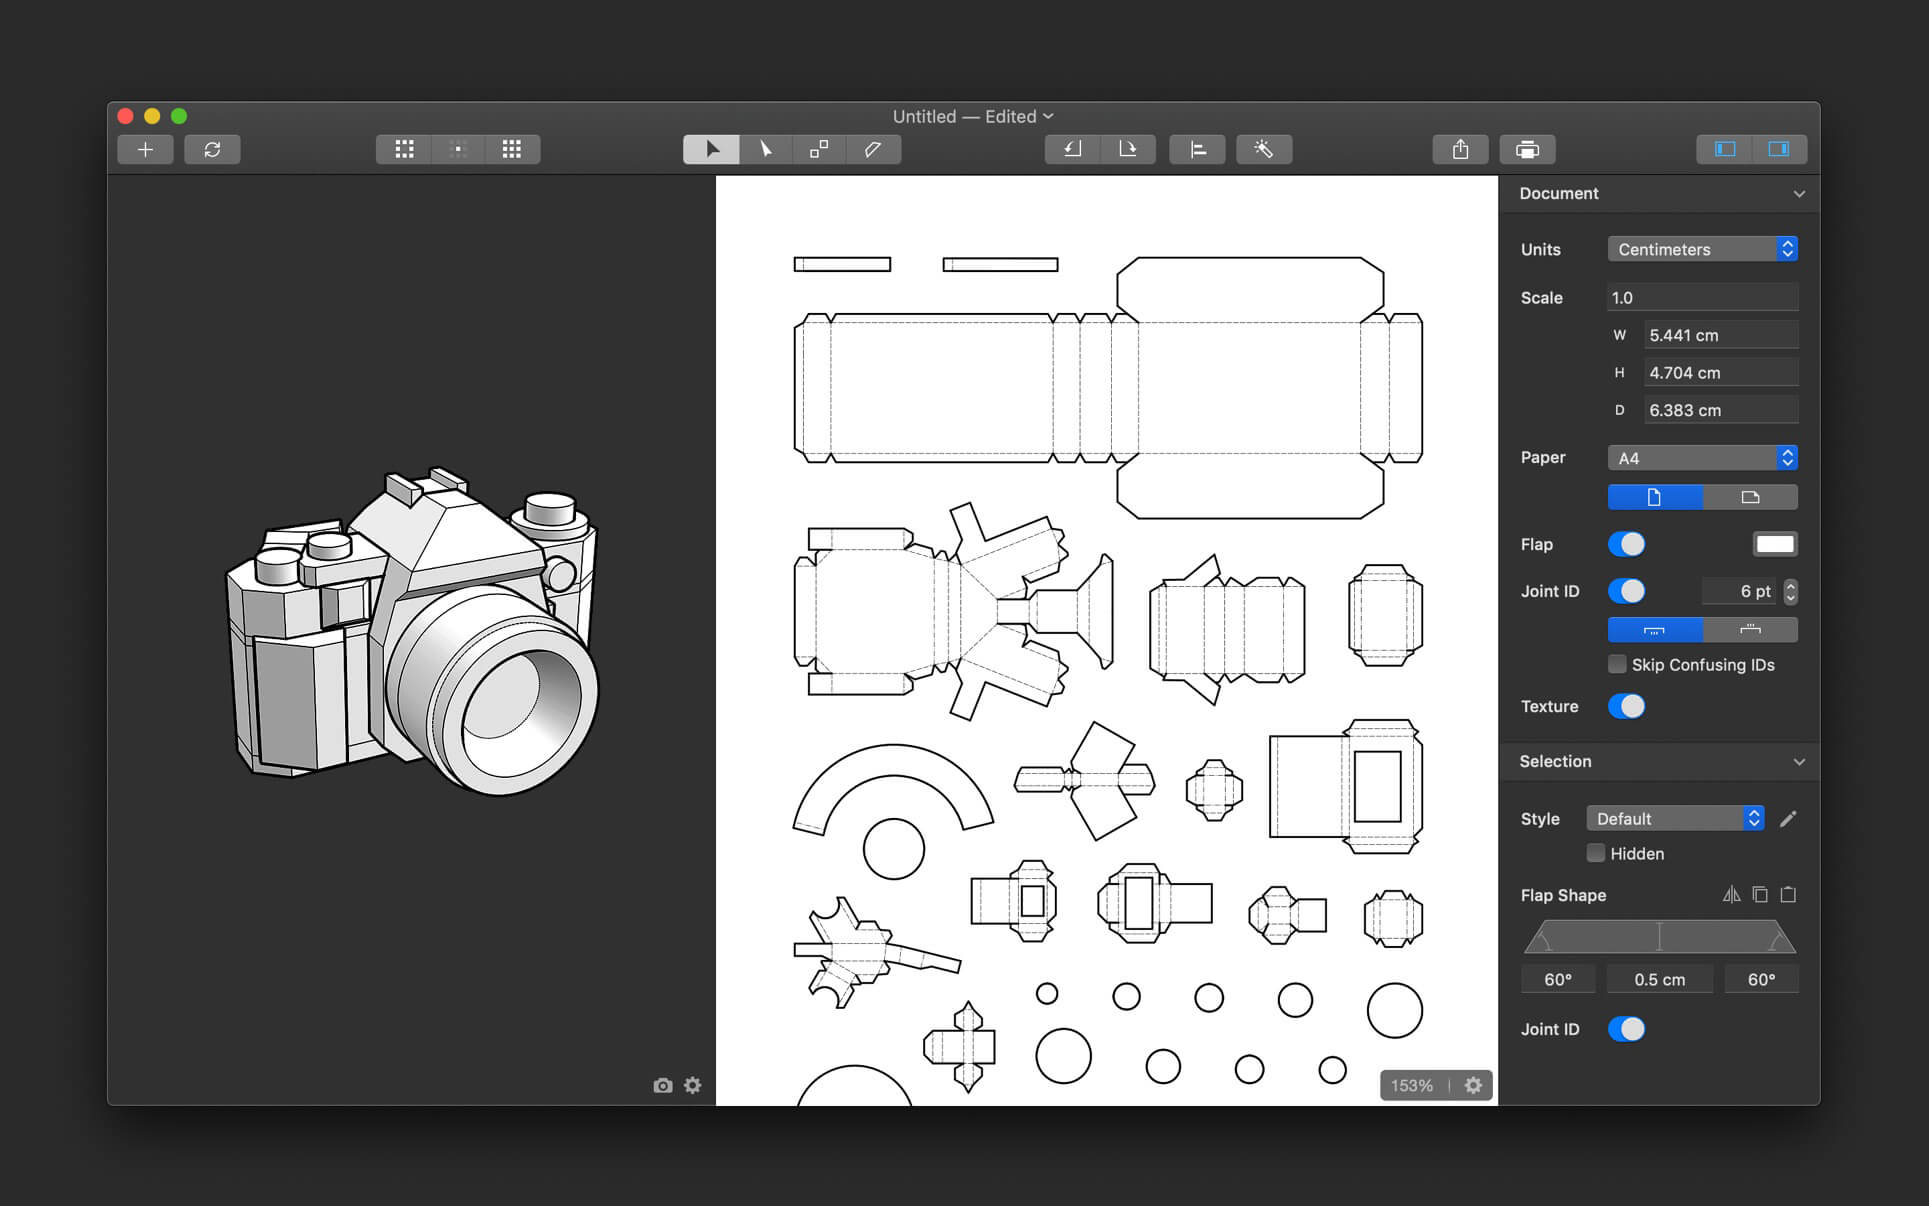 Untitled — Edited
Document
Units Centimeters
Scale 1.0
W 5.441 cm
H 4.704 cm
D 6.383 cm
Paper A4
Flap
Joint ID 6 pt
Skip Confusing IDs
Texture
Selection
Style Default
Hidden
Flap Shape
60° 0.5 cm 60°
Joint ID
153%